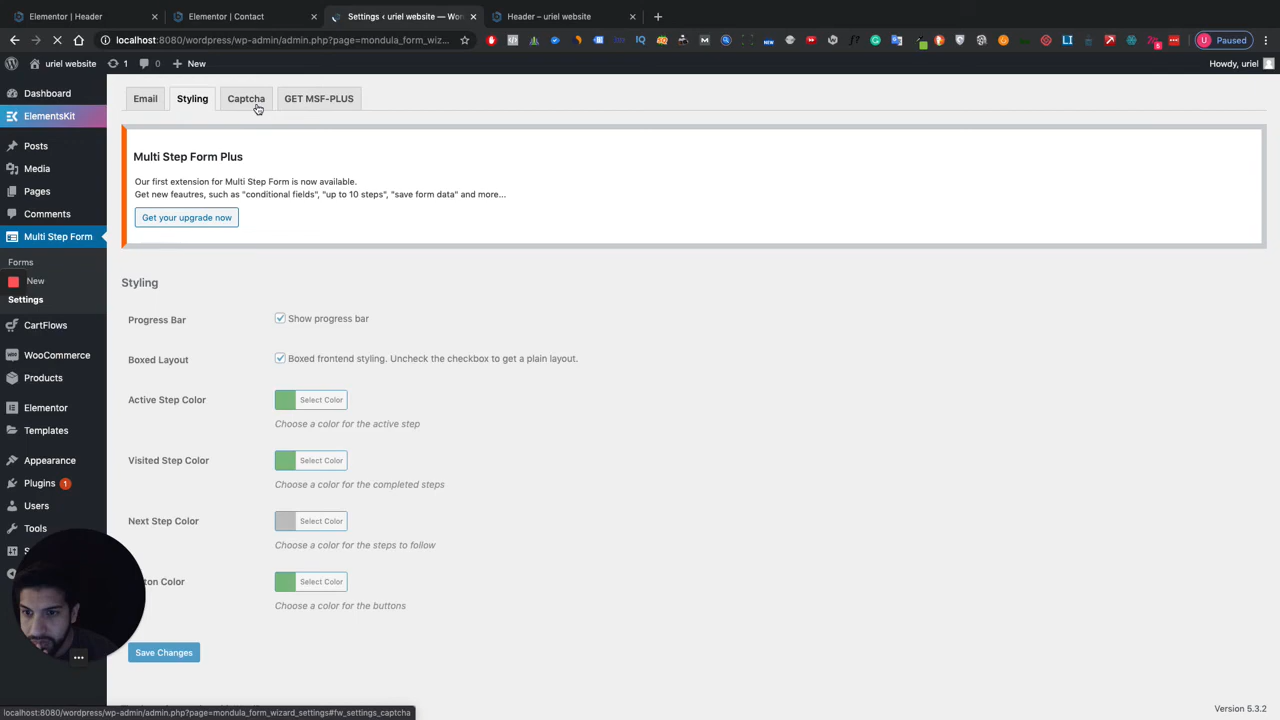 Elementor | Header
Elementor | Contact
Settings ‹ uriel website — Wor
Header – uriel website
localhost:8080/wordpress/wp-admin/admin.php?page=mondula_form_wiz...
Paused
uriel website
1
0
New
Howdy, uriel
Dashboard
ElementsKit
Posts
Media
Pages
Comments
Multi Step Form
Forms
New
Settings
CartFlows
WooCommerce
Products
Elementor
Templates
Appearance
Plugins 1
Users
Tools
Email
Styling
Captcha
GET MSF-PLUS
Multi Step Form Plus
Our first extension for Multi Step Form is now available.
Get new feautres, such as "conditional fields", "up to 10 steps", "save form data" and more...
Get your upgrade now
Styling
Progress Bar
Show progress bar
Boxed Layout
Boxed frontend styling. Uncheck the checkbox to get a plain layout.
Active Step Color
Select Color
Choose a color for the active step
Visited Step Color
Select Color
Choose a color for the completed steps
Next Step Color
Select Color
Choose a color for the steps to follow
ton Color
Select Color
Choose a color for the buttons
Save Changes
localhost:8080/wordpress/wp-admin/admin.php?page=mondula_form_wizard_settings#fw_settings_captcha
Version 5.3.2